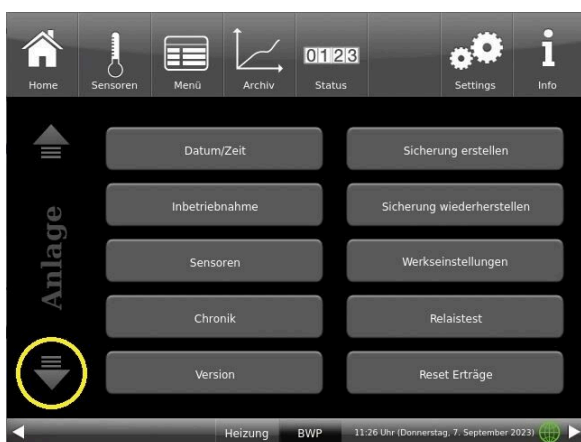 Home
Sensoren
Menü
Archiv
0123
Status
Settings
i
Info
Anlage
Datum/Zeit
Sicherung erstellen
Inbetriebnahme
Sicherung wiederherstellen
Sensoren
Werkseinstellungen
Chronik
Relaistest
Version
Reset Erträge
Heizung BWP 11:26 Uhr (Donnerstag, 7. September 2023)